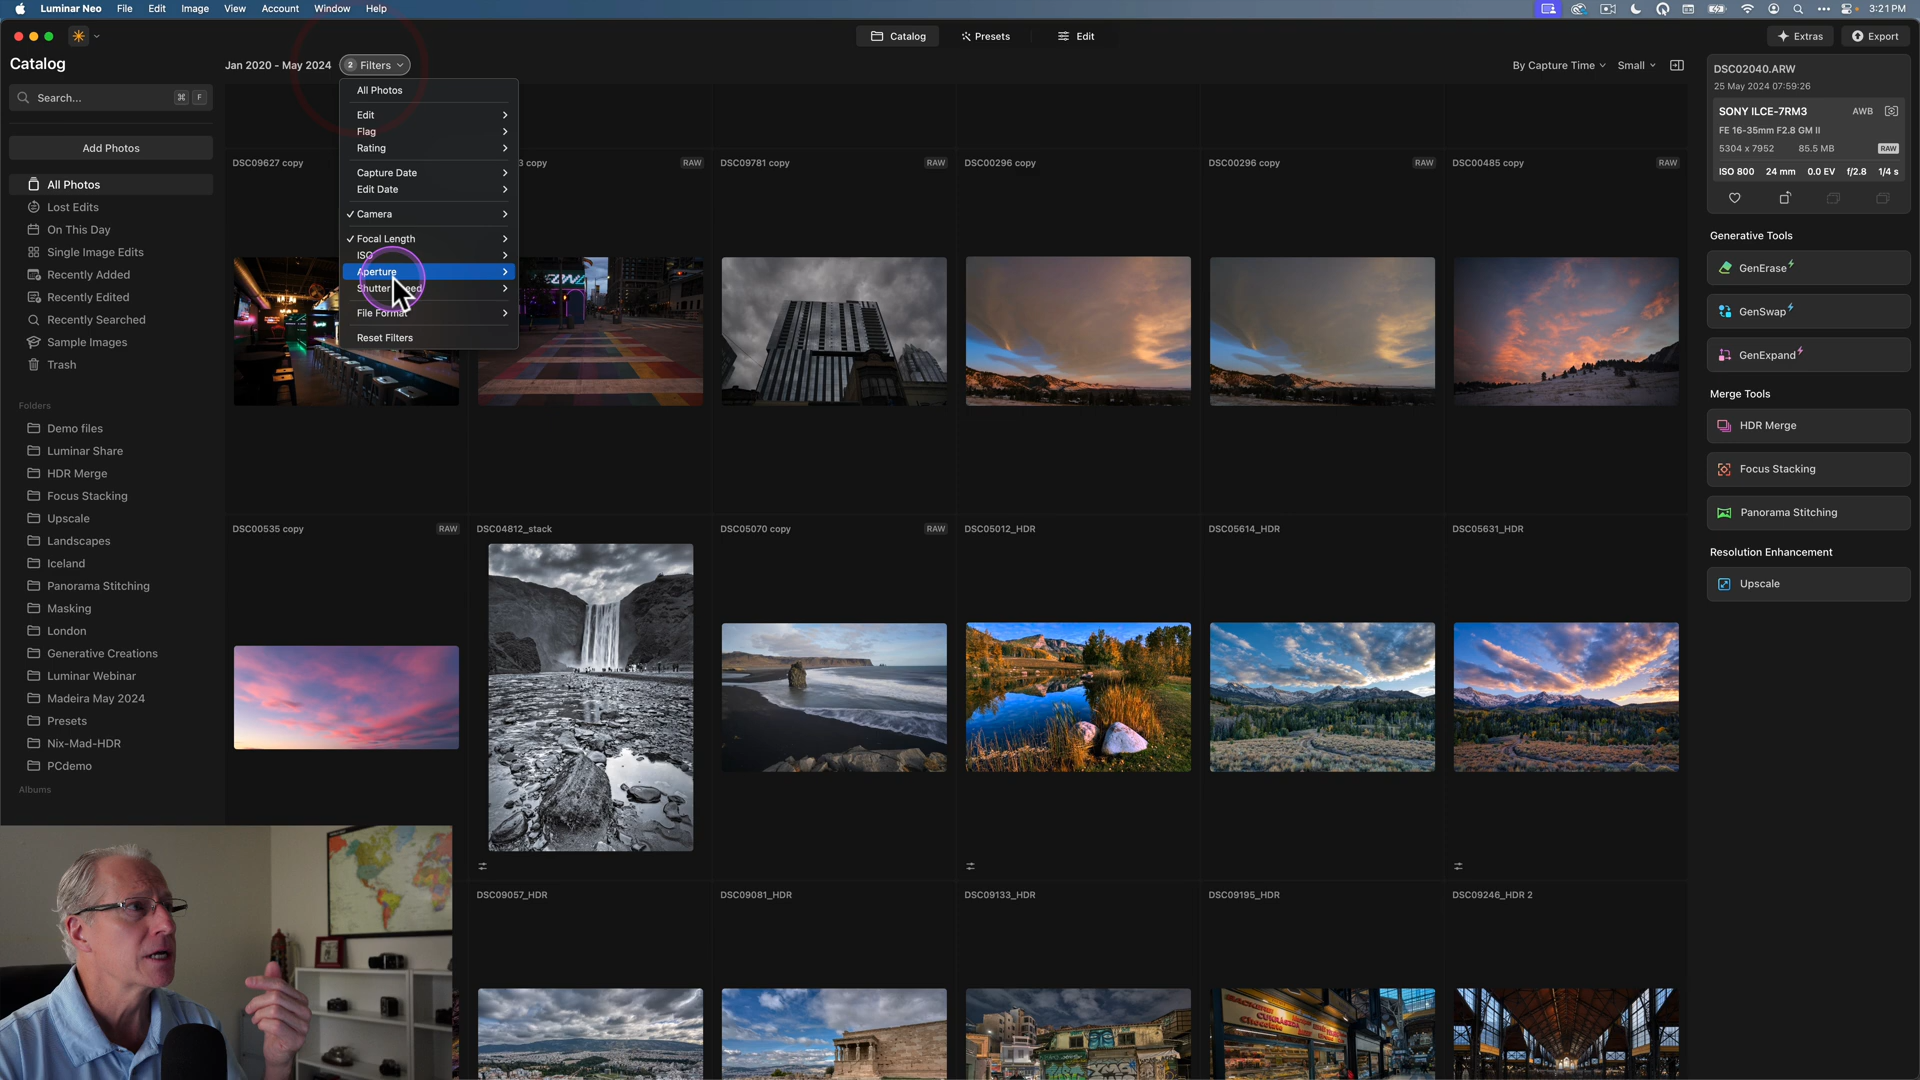 Luminar Neo File Edit Image View Account Window Help
3:21 PM
Catalog Presets Edit
Extras Export
Catalog
Jan 2020 - May 2024 2 Filters
By Capture Time Small
Search... ⌘ F
Add Photos
All Photos
Lost Edits
On This Day
Single Image Edits
Recently Added
Recently Edited
Recently Searched
Sample Images
Trash
Folders
Demo files
Luminar Share
HDR Merge
Focus Stacking
Upscale
Landscapes
Iceland
Panorama Stitching
Masking
London
Generative Creations
Luminar Webinar
Madeira May 2024
Presets
Nix-Mad-HDR
PCdemo
Albums
All Photos
Edit
Flag
Rating
Capture Date
Edit Date
✓ Camera
✓ Focal Length
ISO
Aperture
Shutter
File Format
Reset Filters
DSC09627 copy
3 copy RAW
DSC09781 copy RAW
DSC00296 copy
DSC00296 copy RAW
DSC00485 copy RAW
DSC00535 copy RAW
DSC04812_stack
DSC05070 copy RAW
DSC05012_HDR
DSC05614_HDR
DSC05631_HDR
DSC09057_HDR
DSC09081_HDR
DSC09133_HDR
DSC09195_HDR
DSC09246_HDR 2
DSC02040.ARW
25 May 2024 07:59:26
SONY ILCE-7RM3 AWB
FE 16-35mm F2.8 GM II
5304 x 7952 85.5 MB RAW
ISO 800 24 mm 0.0 EV f/2.8 1/4 s
Generative Tools
GenErase
GenSwap
GenExpand
Merge Tools
HDR Merge
Focus Stacking
Panorama Stitching
Resolution Enhancement
Upscale